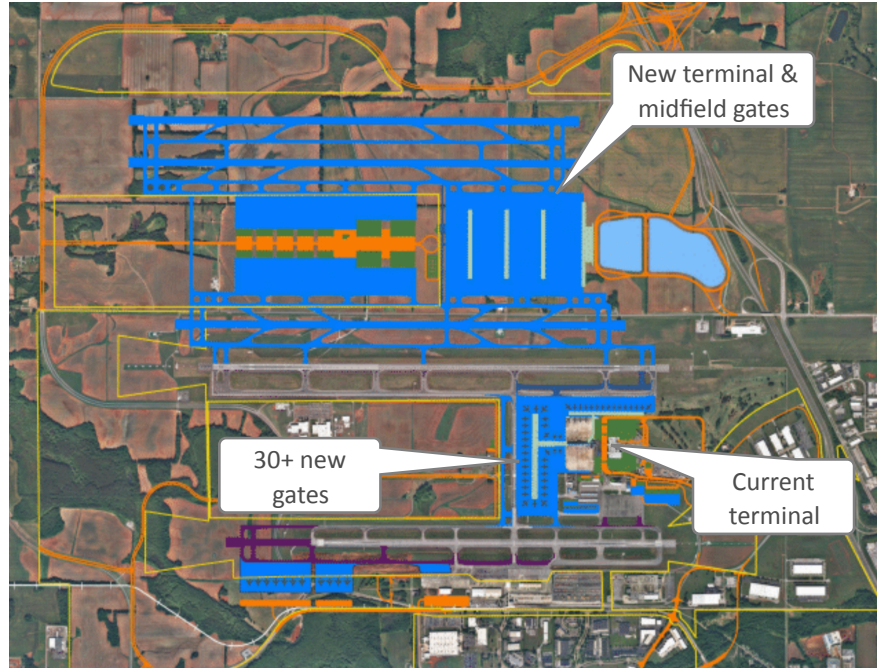 New terminal &
midfield gates
30+ new
gates
Current
terminal